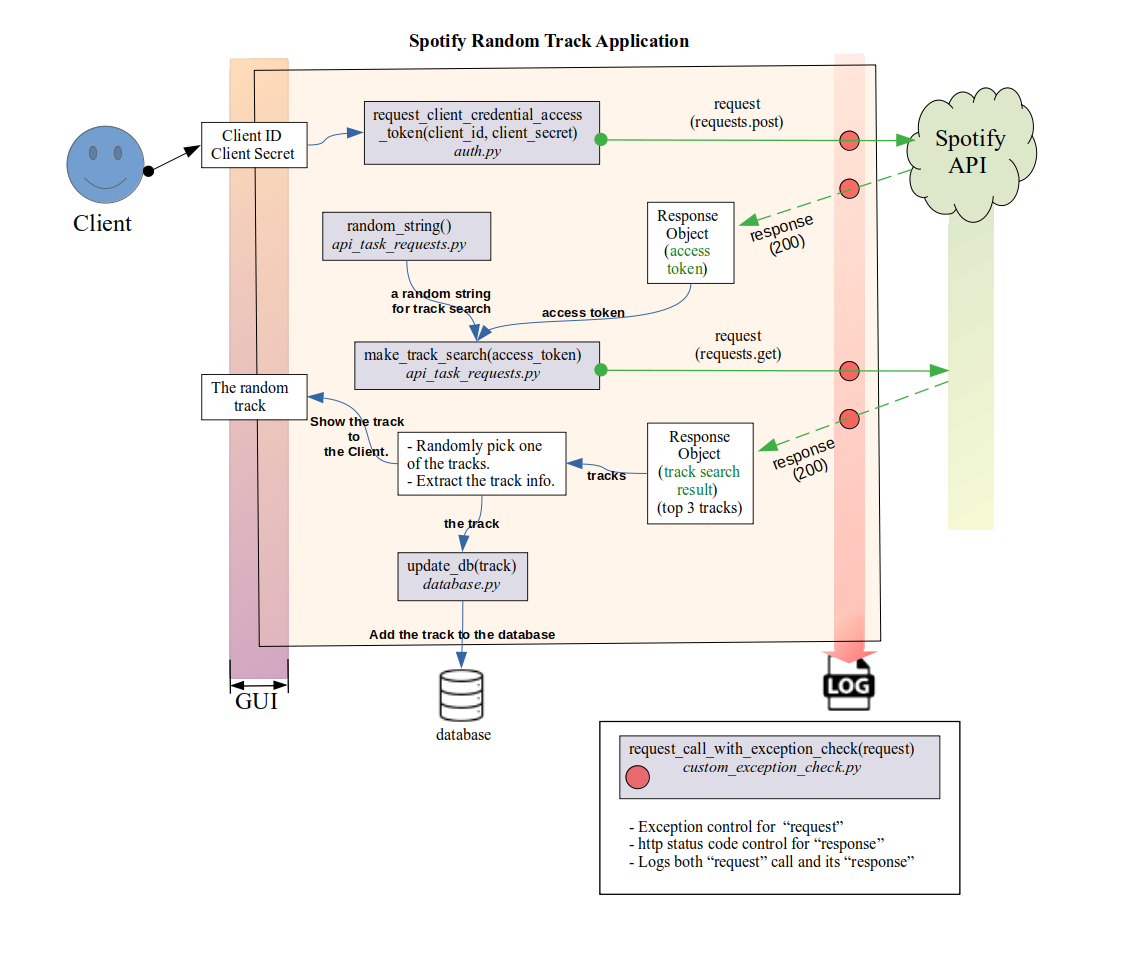 Spotify Random Track Application
Client ID
Client Secret
Client
request_client_credential_access
_token(client_id, client_secret)
auth.py
request
(requests.post)
Spotify
API
random_string()
api_task_requests.py
Response
Object
(access
token)
response
(200)
a random string
for track search
access token
make_track_search(access_token)
api_task_requests.py
request
(requests.get)
The random
track
Show the track
to
the Client.
- Randomly pick one
of the tracks.
- Extract the track info.
tracks
Response
Object
(track search
result)
(top 3 tracks)
response
(200)
the track
update_db(track)
database.py
Add the track to the database
GUI
database
LOG
request_call_with_exception_check(request)
custom_exception_check.py
- Exception control for “request”
- http status code control for “response”
- Logs both “request” call and its “response”